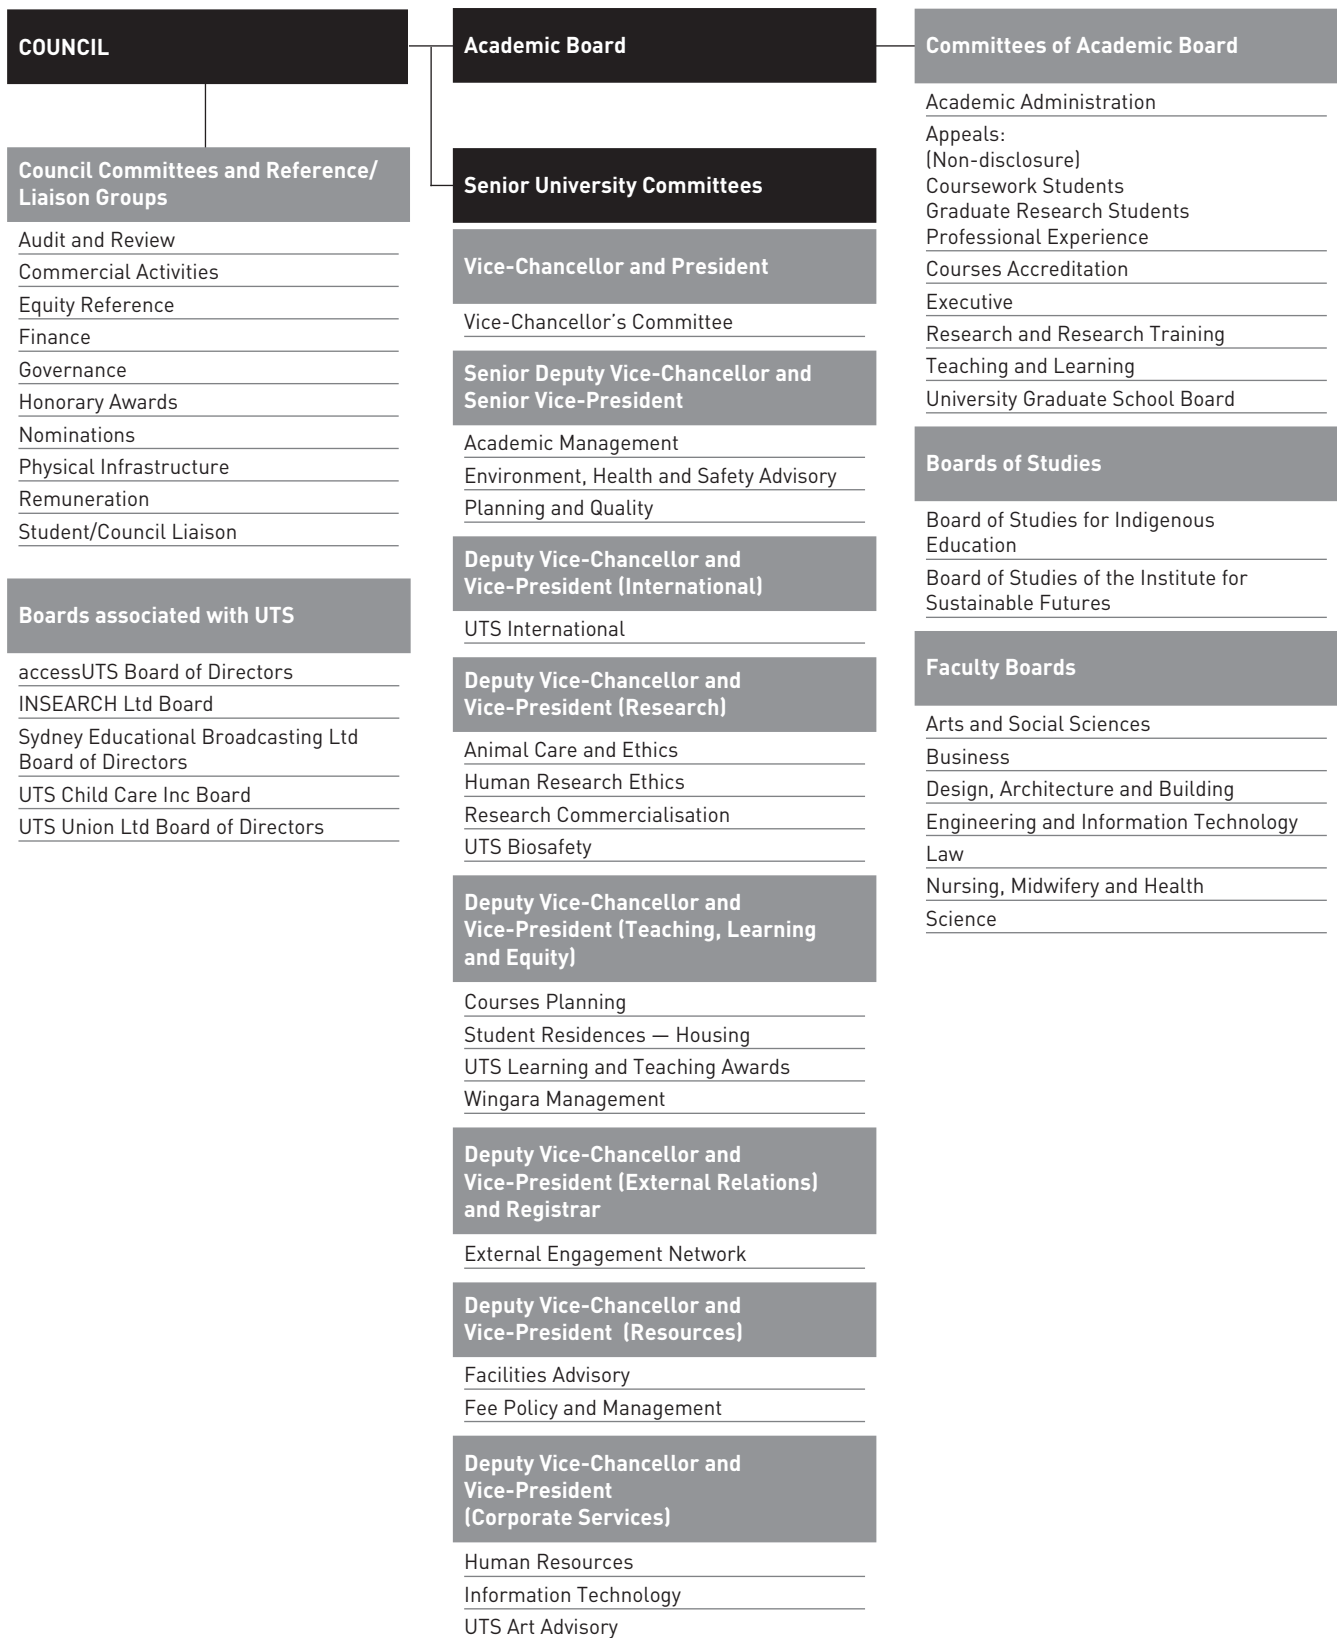 COUNCIL
Council Committees and Reference/
Liaison Groups
Audit and Review
Commercial Activities
Equity Reference
Finance
Governance
Honorary Awards
Nominations
Physical Infrastructure
Remuneration
Student/Council Liaison
Boards associated with UTS
accessUTS Board of Directors
INSEARCH Ltd Board
Sydney Educational Broadcasting Ltd
Board of Directors
UTS Child Care Inc Board
UTS Union Ltd Board of Directors
Academic Board
Senior University Committees
Vice-Chancellor and President
Vice-Chancellor's Committee
Senior Deputy Vice-Chancellor and
Senior Vice-President
Academic Management
Environment, Health and Safety Advisory
Planning and Quality
Deputy Vice-Chancellor and
Vice-President (International)
UTS International
Deputy Vice-Chancellor and
Vice-President (Research)
Animal Care and Ethics
Human Research Ethics
Research Commercialisation
UTS Biosafety
Deputy Vice-Chancellor and
Vice-President (Teaching, Learning
and Equity)
Courses Planning
Student Residences — Housing
UTS Learning and Teaching Awards
Wingara Management
Deputy Vice-Chancellor and
Vice-President (External Relations)
and Registrar
External Engagement Network
Deputy Vice-Chancellor and
Vice-President (Resources)
Facilities Advisory
Fee Policy and Management
Deputy Vice-Chancellor and
Vice-President
(Corporate Services)
Human Resources
Information Technology
UTS Art Advisory
Committees of Academic Board
Academic Administration
Appeals:
(Non-disclosure)
Coursework Students
Graduate Research Students
Professional Experience
Courses Accreditation
Executive
Research and Research Training
Teaching and Learning
University Graduate School Board
Boards of Studies
Board of Studies for Indigenous
Education
Board of Studies of the Institute for
Sustainable Futures
Faculty Boards
Arts and Social Sciences
Business
Design, Architecture and Building
Engineering and Information Technology
Law
Nursing, Midwifery and Health
Science